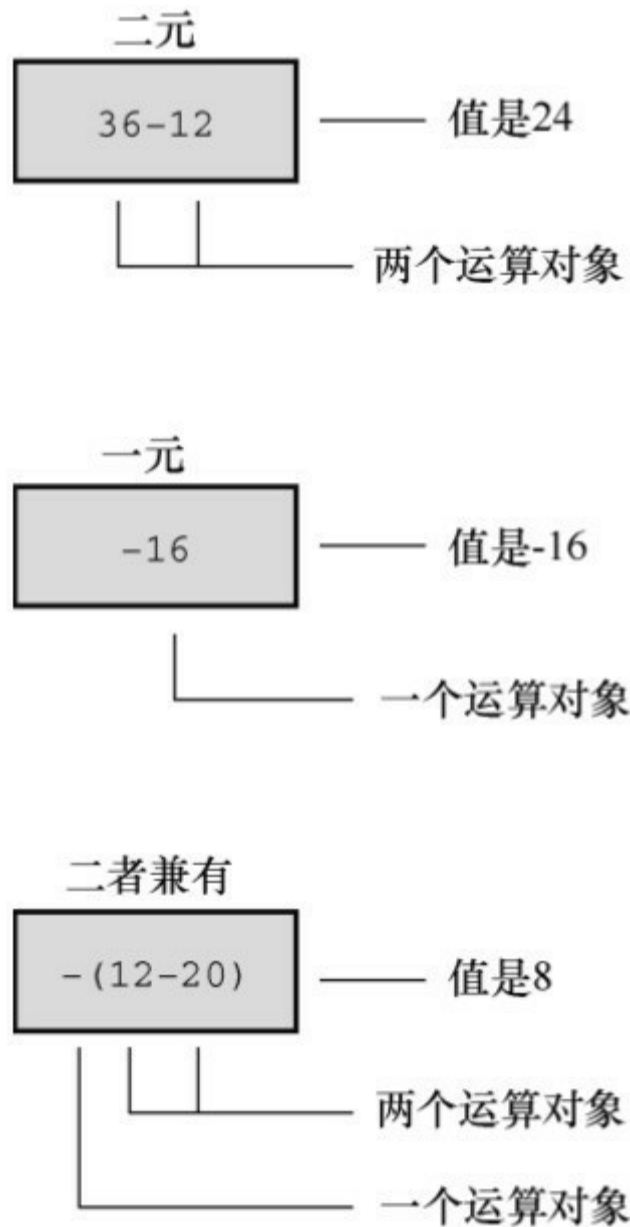 二元
36-12
值是24
两个运算对象
一元
-16
值是-16
一个运算对象
二者兼有
-(12-20)
值是8
两个运算对象
一个运算对象